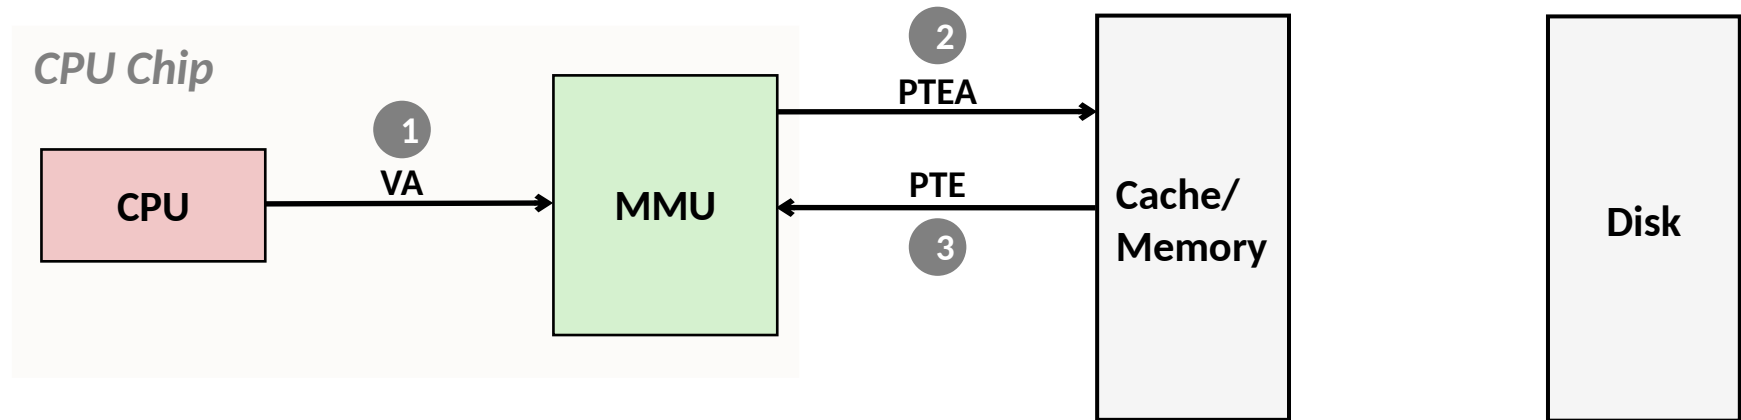 CPU Chip
1
VA
CPU
MMU
2
PTEA
PTE
3
Cache/
Memory
Disk